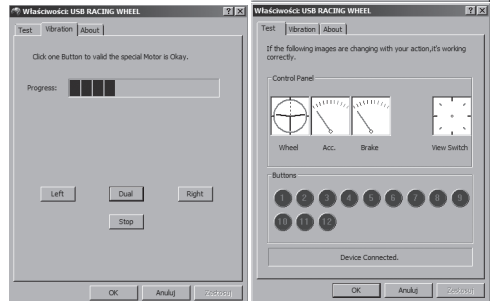 Właściwości: USB RACING WHEEL
Test Vibration About
Click one Button to valid the special Motor is Okay.
Progress:
Left Dual Right
Stop
OK Anuluj Zastosuj
Właściwości: USB RACING WHEEL
Test Vibration About
If the following images are changing with your action,it's working
correctly.
Control Panel
Wheel Acc. Brake View Switch
Buttons
1 2 3 4 5 6 7 8 9
10 11 12
Device Connected.
OK Anuluj Zastosuj